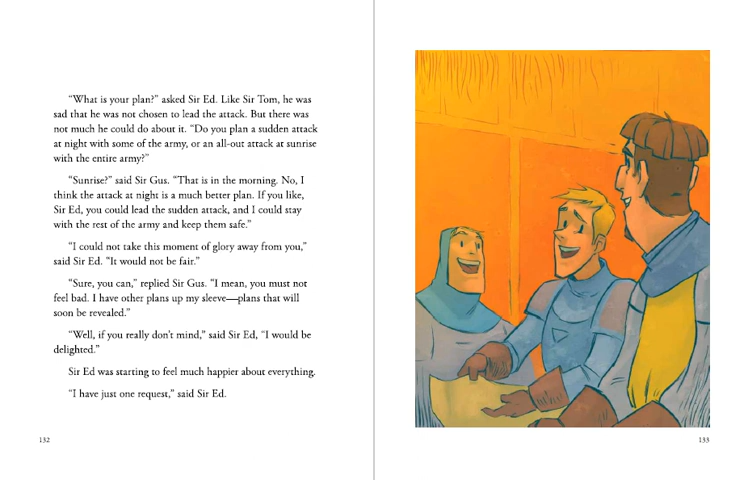 “What is your plan?” asked Sir Ed. Like Sir Tom, he was
sad that he was not chosen to lead the attack. But there was
not much he could do about it. “Do you plan a sudden attack
at night with some of the army, or an all-out attack at sunrise
with the entire army?”
“Sunrise?” said Sir Gus. “That is in the morning. No, I
think the attack at night is a much better plan. If you like,
Sir Ed, you could lead the sudden attack, and I could stay
with the rest of the army and keep them safe.”
“I could not take this moment of glory away from you,”
said Sir Ed. “It would not be fair.”
“Sure, you can,” replied Sir Gus. “I mean, you must not
feel bad. I have other plans up my sleeve—plans that will
soon be revealed.”
“Well, if you really don’t mind,” said Sir Ed, “I would be
delighted.”
Sir Ed was starting to feel much happier about everything.
“I have just one request,” said Sir Ed.
132
133